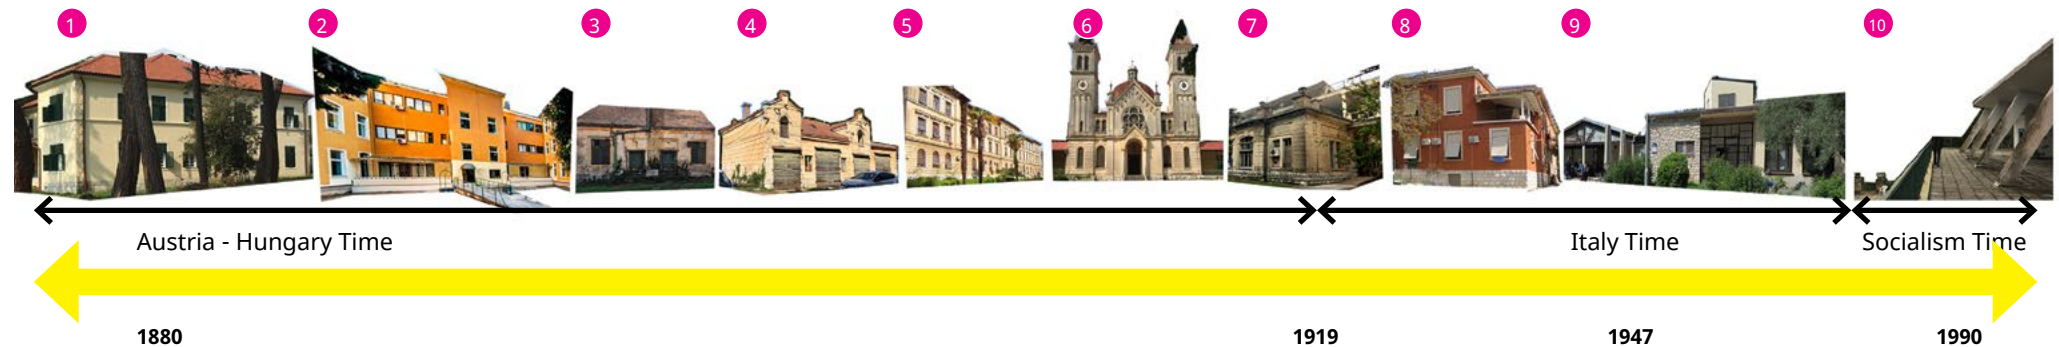 1 2 3 4 5 6 7 8 9 10
Austria - Hungary Time Italy Time Socialism Time
1880 1919 1947 1990